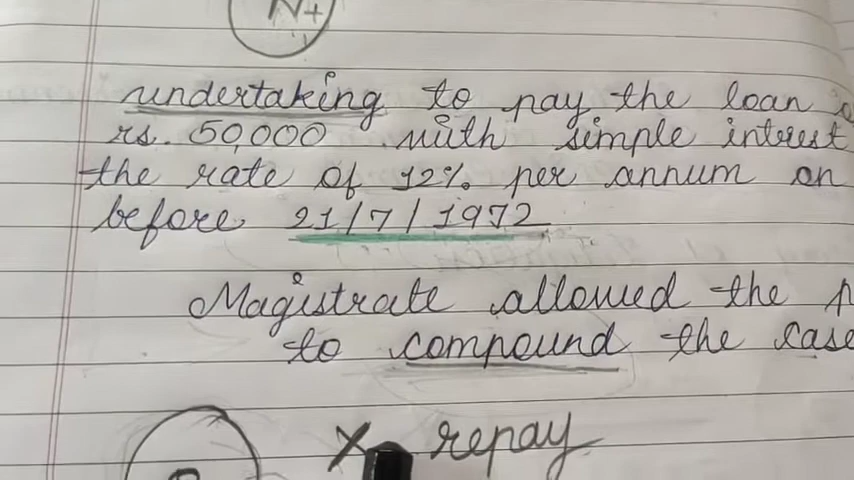 N+
undertaking to pay the loan
rs. 50,000 with simple interest
the rate of 12% per annum on
before 21/7/1972
Magistrate allowed the
to compound the case
X repay